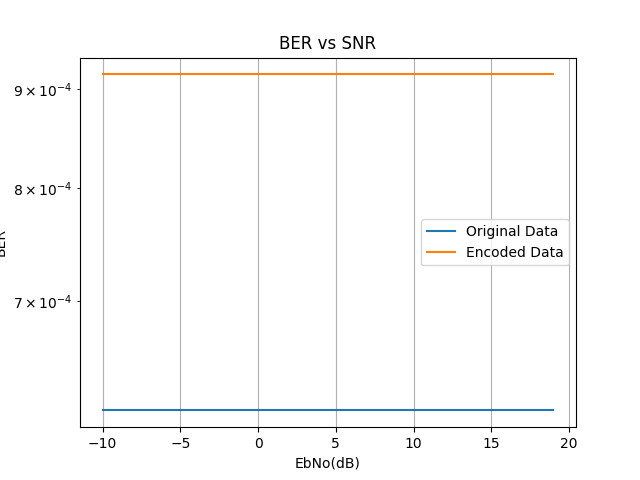 BER vs SNR
9 × 10⁻⁴
8 × 10⁻⁴
7 × 10⁻⁴
BER
Original Data
Encoded Data
−10 −5 0 5 10 15 20
EbNo(dB)